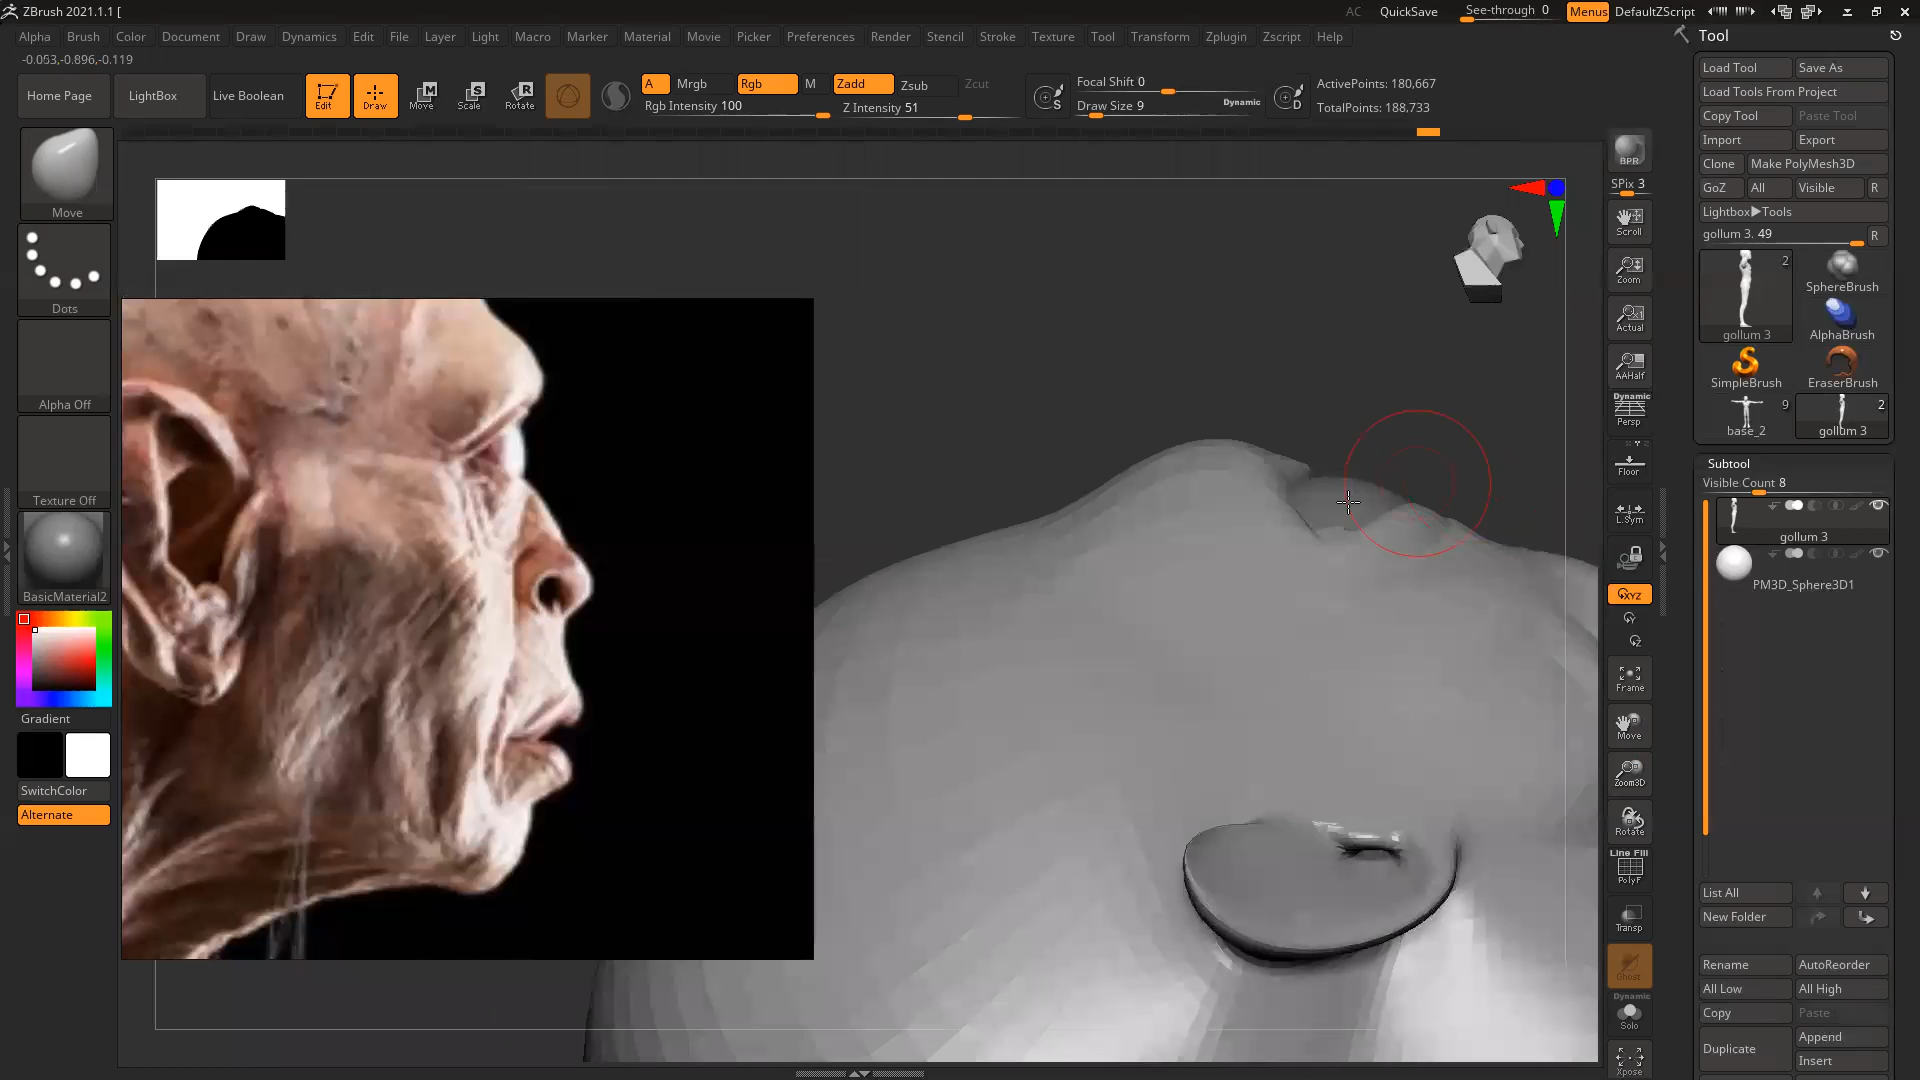 ZBrush 2021.1.1 [
AC
QuickSave
See-through 0
Menus
DefaultZScript
Alpha Brush Color Document Draw Dynamics Edit File Layer Light Macro Marker Material Movie Picker Preferences Render Stencil Stroke Texture Tool Transform Zplugin Zscript Help
-0.053,-0.896,-0.119
Home Page
LightBox
Live Boolean
Edit
Draw
Move
Scale
Rotate
A
Mrgb
Rgb
M
Zadd
Zsub
Zcut
Rgb Intensity 100
Z Intensity 51
S
Focal Shift 0
Draw Size 9
Dynamic
D
ActivePoints: 180,667
TotalPoints: 188,733
Move
Dots
Alpha Off
Texture Off
BasicMaterial2
Gradient
SwitchColor
Alternate
BPR
SPix 3
Scroll
Zoom
Actual
AAHalf
Dynamic
Persp
Floor
L.Sym
XYZ
Frame
Move
Zoom3D
Rotate
Line Fill
PolyF
Transp
Ghost
Dynamic
Solo
Xpose
Tool
Load Tool
Save As
Load Tools From Project
Copy Tool
Paste Tool
Import
Export
Clone
Make PolyMesh3D
GoZ
All
Visible
R
Lightbox▶Tools
gollum 3. 49
R
2
gollum 3
SphereBrush
AlphaBrush
SimpleBrush
EraserBrush
9
base_2
2
gollum 3
Subtool
Visible Count 8
gollum 3
PM3D_Sphere3D1
List All
New Folder
Rename
AutoReorder
All Low
All High
Copy
Paste
Duplicate
Append
Insert